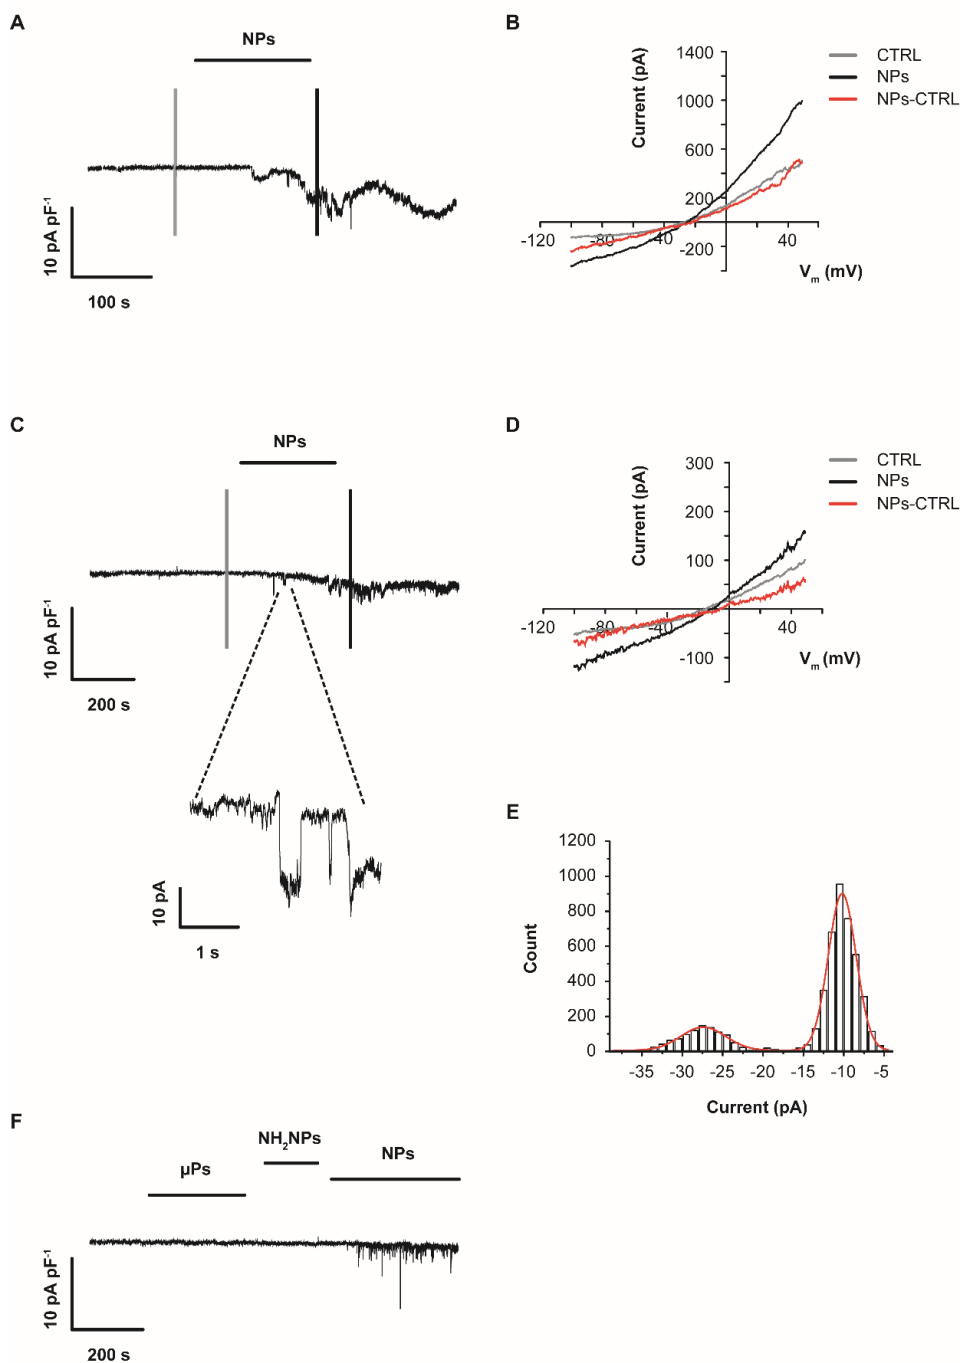 A
NPs
10 pA pF-1
100 s
B
Current (pA)
1400
1000
600
200
-200
-120
-80
-40
40
Vm (mV)
CTRL
NPs
NPs-CTRL
C
NPs
10 pA pF-1
200 s
10 pA
1 s
D
Current (pA)
300
200
100
-100
-120
-80
-40
40
Vm (mV)
CTRL
NPs
NPs-CTRL
E
Count
1200
1000
800
600
400
200
0
-35
-30
-25
-20
-15
-10
-5
Current (pA)
F
µPs
NH2NPs
NPs
10 pA pF-1
200 s